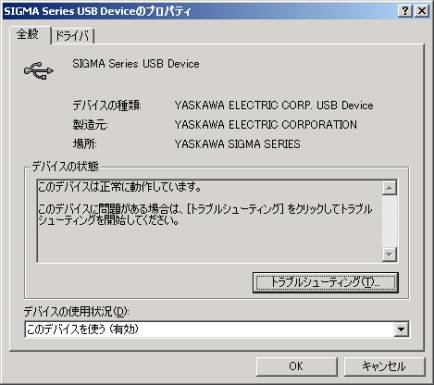 SIGMA Series USB Deviceのプロパティ
全般 ドライバ
SIGMA Series USB Device
デバイスの種類: YASKAWA ELECTRIC CORP. USB Device
製造元: YASKAWA ELECTRIC CORPORATION
場所: YASKAWA SIGMA SERIES
デバイスの状態
このデバイスは正常に動作しています。
このデバイスに問題がある場合は、[トラブルシューティング] をクリックしてトラブル
シューティングを開始してください。
トラブルシューティング(T)...
デバイスの使用状況(D):
このデバイスを使う (有効)
OK キャンセル